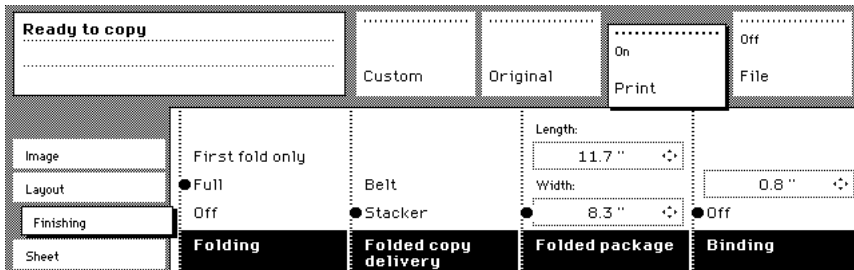 Ready to copy
Custom
Original
On
Print
Off
File
Image
Layout
Finishing
Sheet
First fold only
Full
Off
Folding
Belt
Stacker
Folded copy
delivery
Length:
11.7 "
Width:
8.3 "
Folded package
0.8 "
Off
Binding